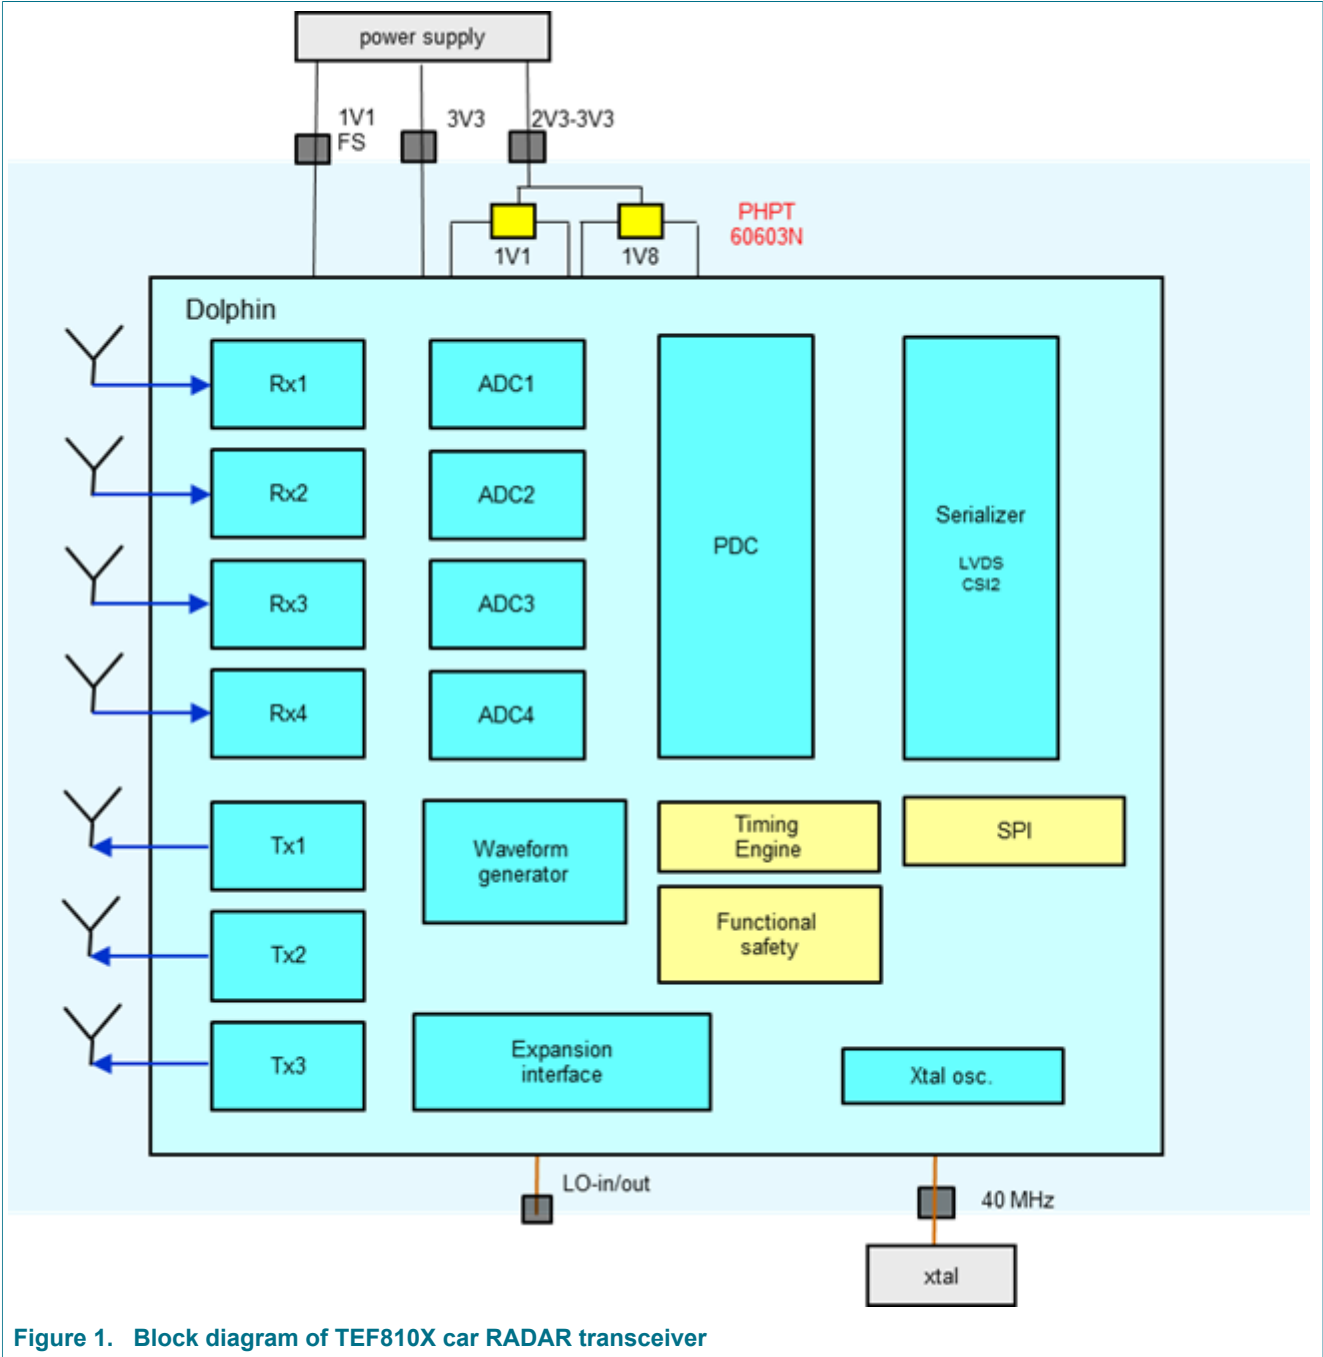 power supply
1V1
FS
3V3
2V3-3V3
PHPT
60603N
1V1
1V8
Dolphin
Rx1
ADC1
Rx2
ADC2
Rx3
ADC3
Rx4
ADC4
PDC
Serializer
LVDS
CSI2
Tx1
Waveform
generator
Timing
Engine
SPI
Tx2
Functional
safety
Tx3
Expansion
interface
Xtal osc.
LO-in/out
40 MHz
xtal
Figure 1. Block diagram of TEF810X car RADAR transceiver